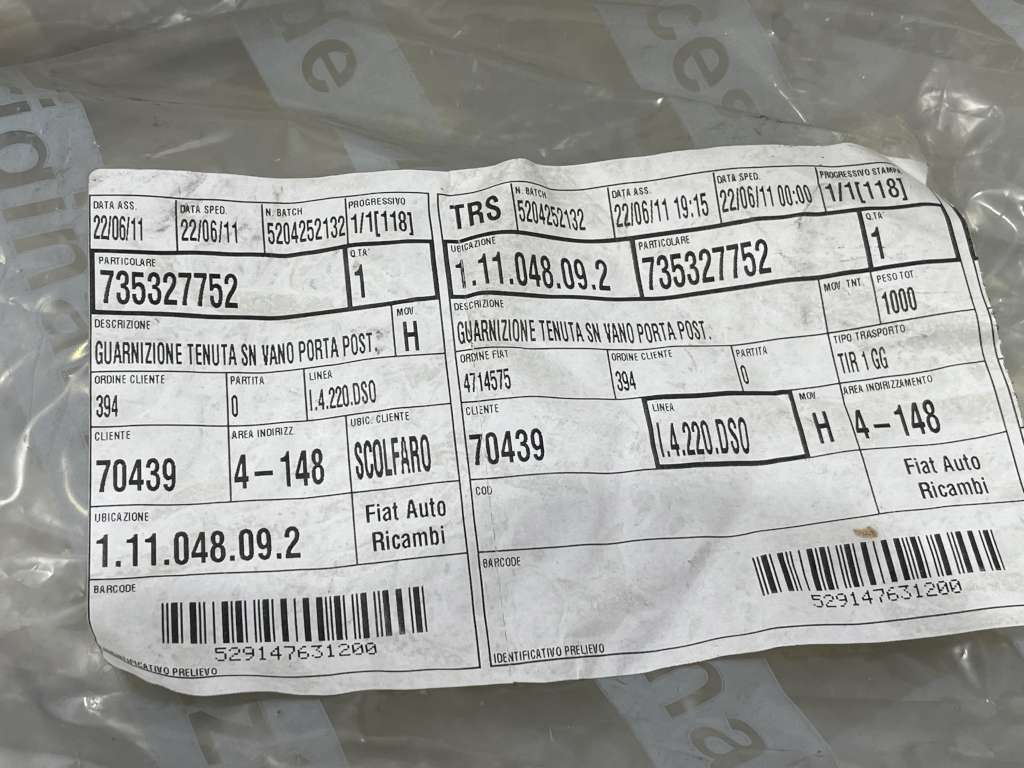 DATA ASS.
22/06/11
DATA SPED.
22/06/11
N. BATCH
5204252132
PROGRESSIVO
1/1[118]
PARTICOLARE
735327752
Q.TA'
1
DESCRIZIONE
GUARNIZIONE TENUTA SN VANO PORTA POST.
MOV.
H
ORDINE CLIENTE
394
PARTITA
0
LINEA
I.4.220.DSO
CLIENTE
70439
AREA INDIRIZZ
4-148
UBIC. CLIENTE
SCOLFARO
UBICAZIONE
1.11.048.09.2
Fiat Auto
Ricambi
BARCODE
529147631200
PRELIEVO
TRS
N. BATCH
5204252132
DATA ASS.
22/06/11 19:15
DATA SPED.
22/06/11 00:00
PROGRESSIVO STAMPA
1/1[118]
UBICAZIONE
1.11.048.09.2
PARTICOLARE
735327752
Q.TA'
1
DESCRIZIONE
GUARNIZIONE TENUTA SN VANO PORTA POST.
MOV. TNT.
PESO TOT.
1000
ORDINE FIAT
4714575
ORDINE CLIENTE
394
PARTITA
0
TIPO TRASPORTO
TIR 1 GG
CLIENTE
70439
LINEA
I.4.220.DSO
MOV
H
AREA INDIRIZZAMENTO
4-148
COD
Fiat Auto
Ricambi
BARCODE
529147631200
IDENTIFICATIVO PRELIEVO